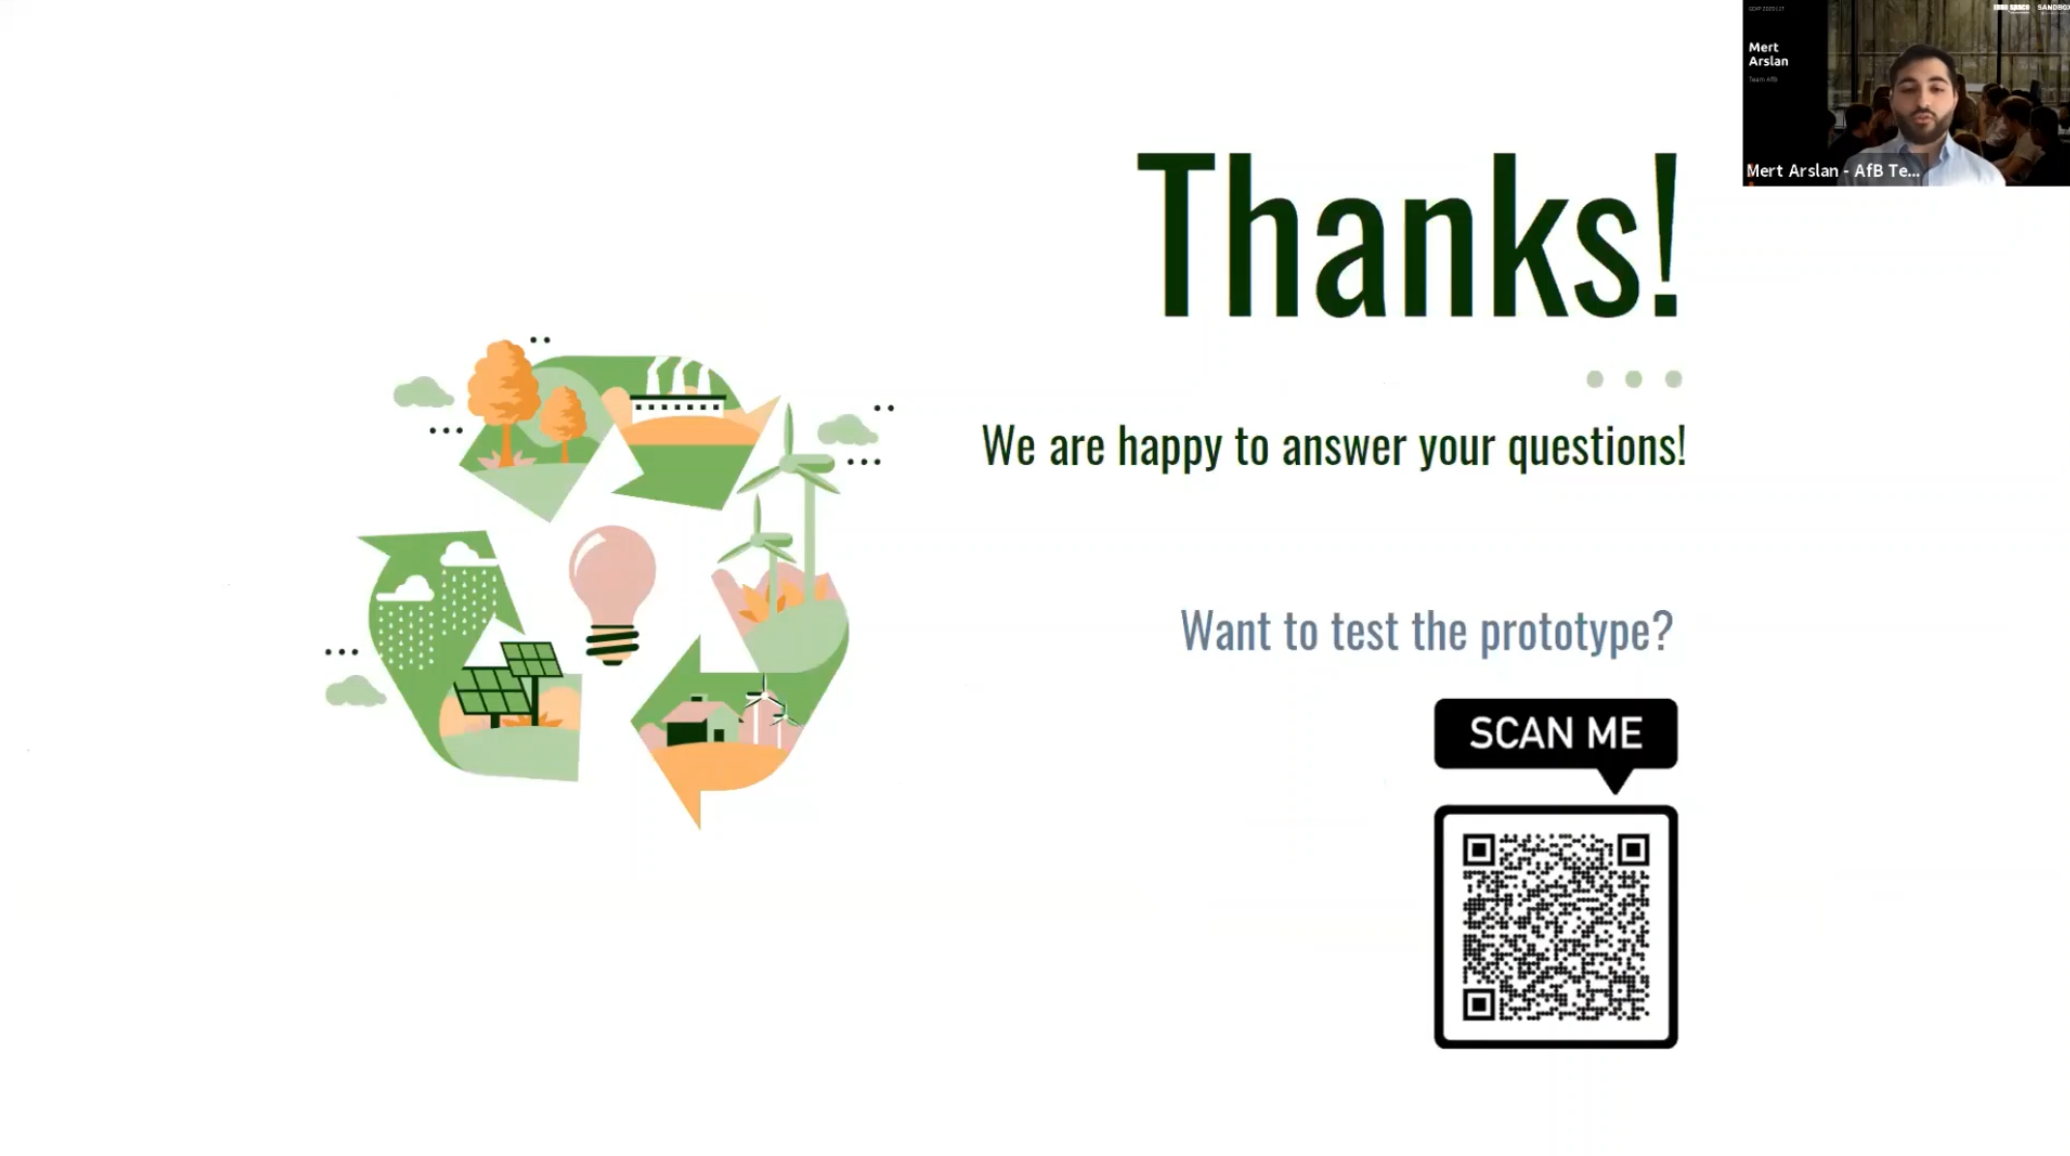 Thanks!
We are happy to answer your questions!
Want to test the prototype?
SCAN ME
Mert
Arslan
Team AfB
Mert Arslan - AfB Te...